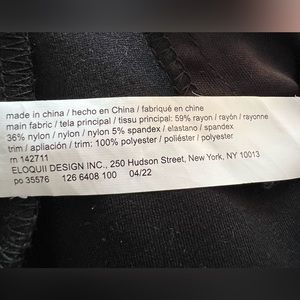 made in china / hecho en China / fabriqué en chine
main fabric / tela principal / tissu principal: 59% rayon / rayón / rayonne
36% nylon / nylon / nylon 5% spandex / elastano / spandex
trim / apliación / trim: 100% polyester / poliéster / polyester
rn 142711
ELOQUII DESIGN INC., 250 Hudson Street, New York, NY 10013
po 35576 126 6408 100 04/22